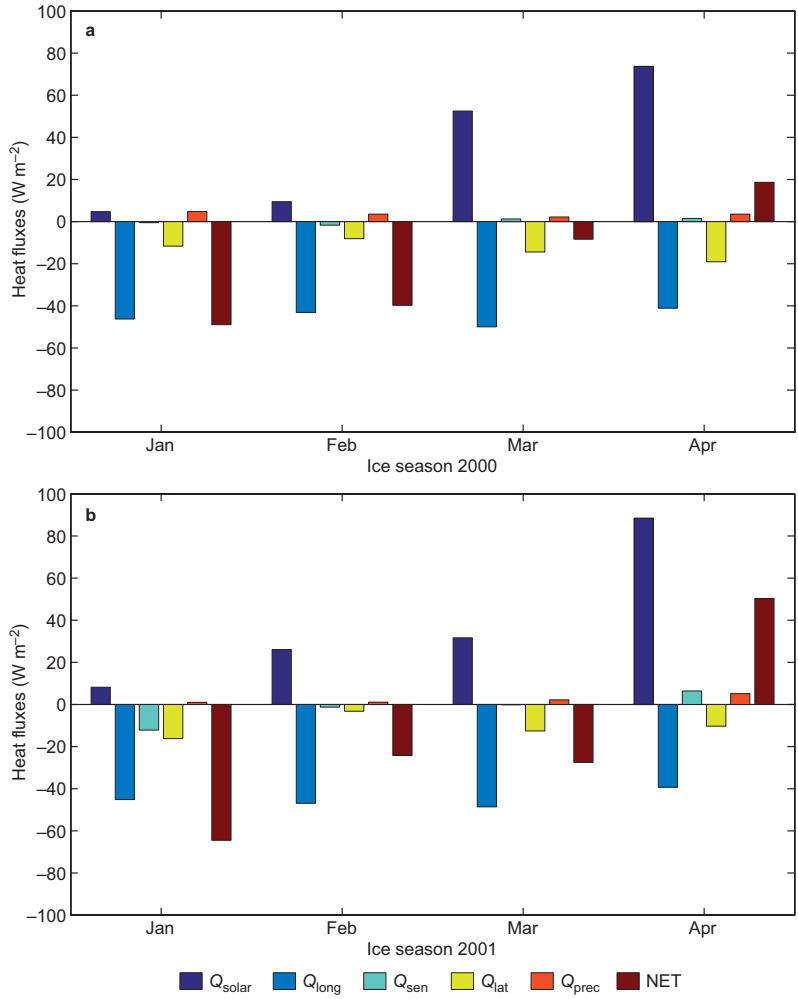 a
Heat fluxes (W m⁻²)
100
80
60
40
20
0
–20
–40
–60
–80
–100
Jan Feb Mar Apr
Ice season 2000
b
Heat fluxes (W m⁻²)
100
80
60
40
20
0
–20
–40
–60
–80
–100
Jan Feb Mar Apr
Ice season 2001
Qsolar Qlong Qsen Qlat Qprec NET